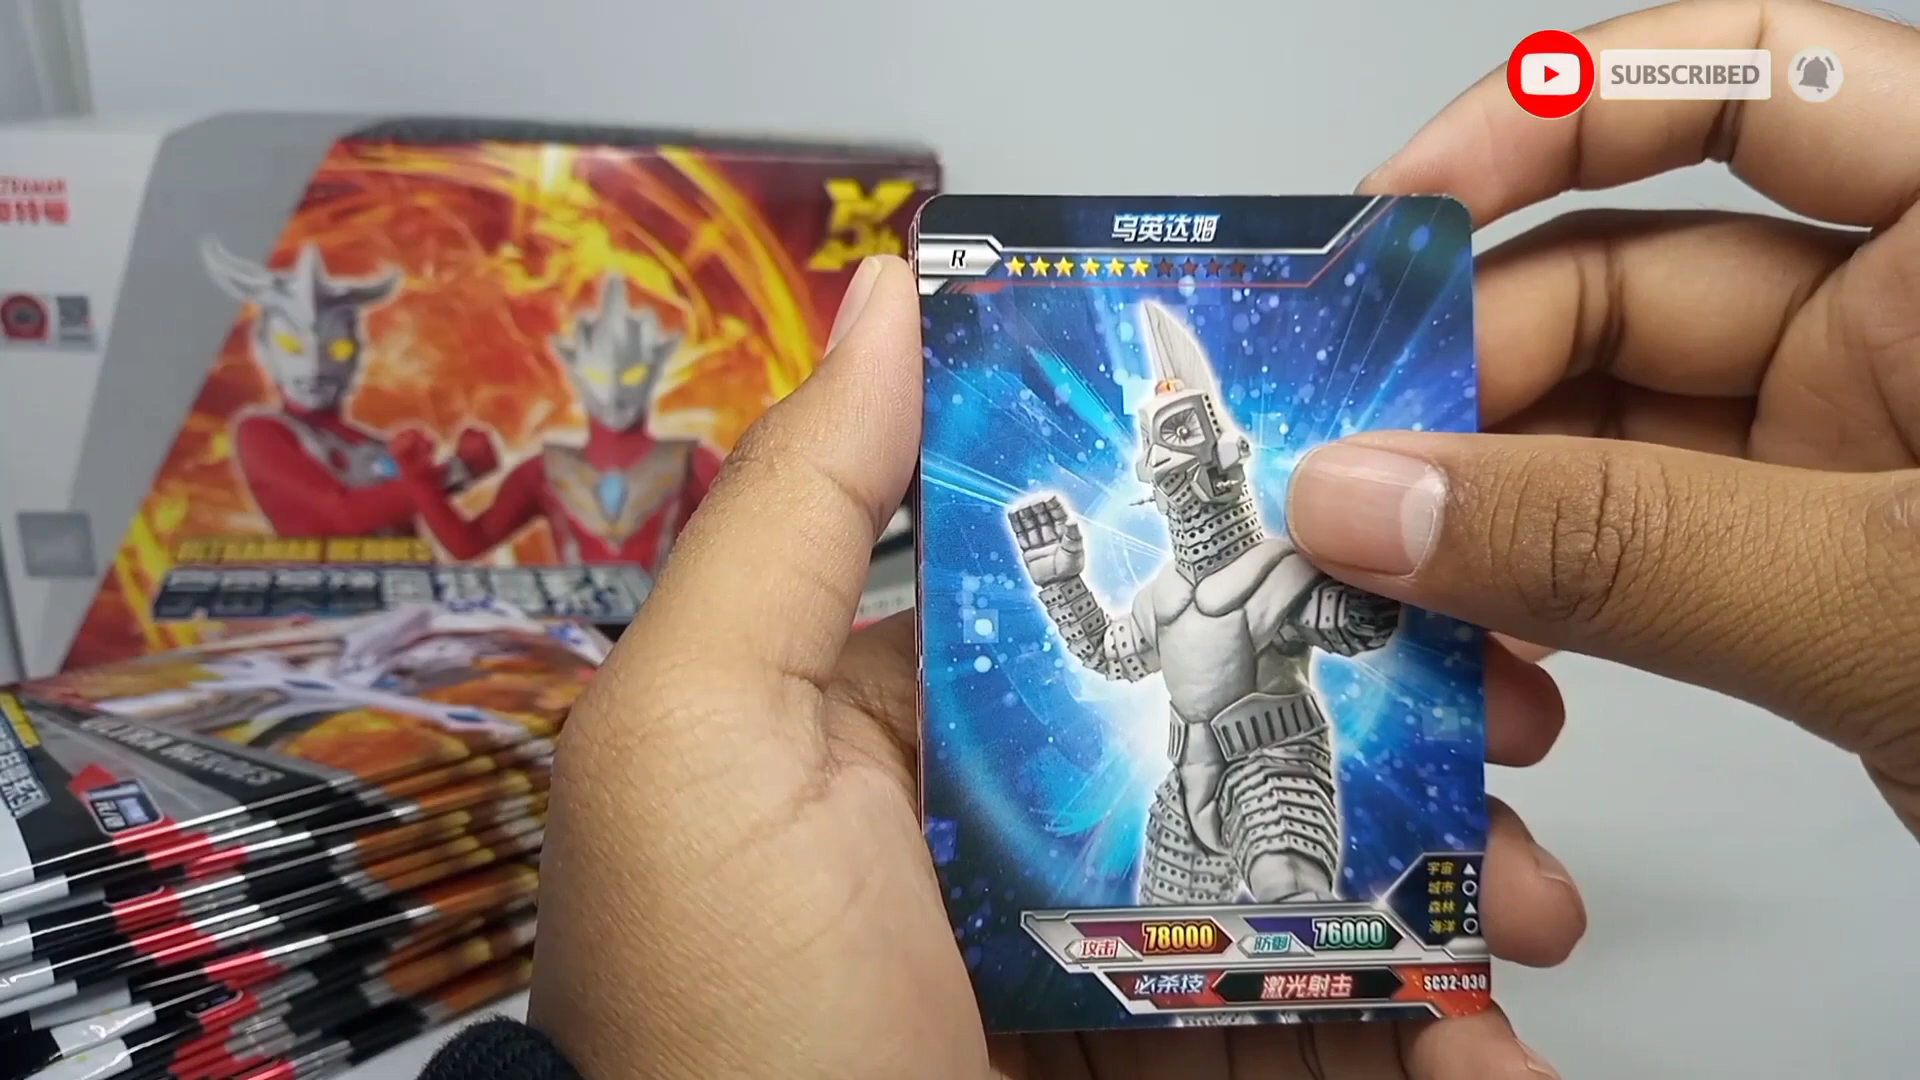 SUBSCRIBED
乌英达姆
R
ULTRAMAN HEROES
ULTRA HEROES
宇宙
城市
森林
海洋
攻击 78000 防御 76000
必杀技 激光射击 SC32-030